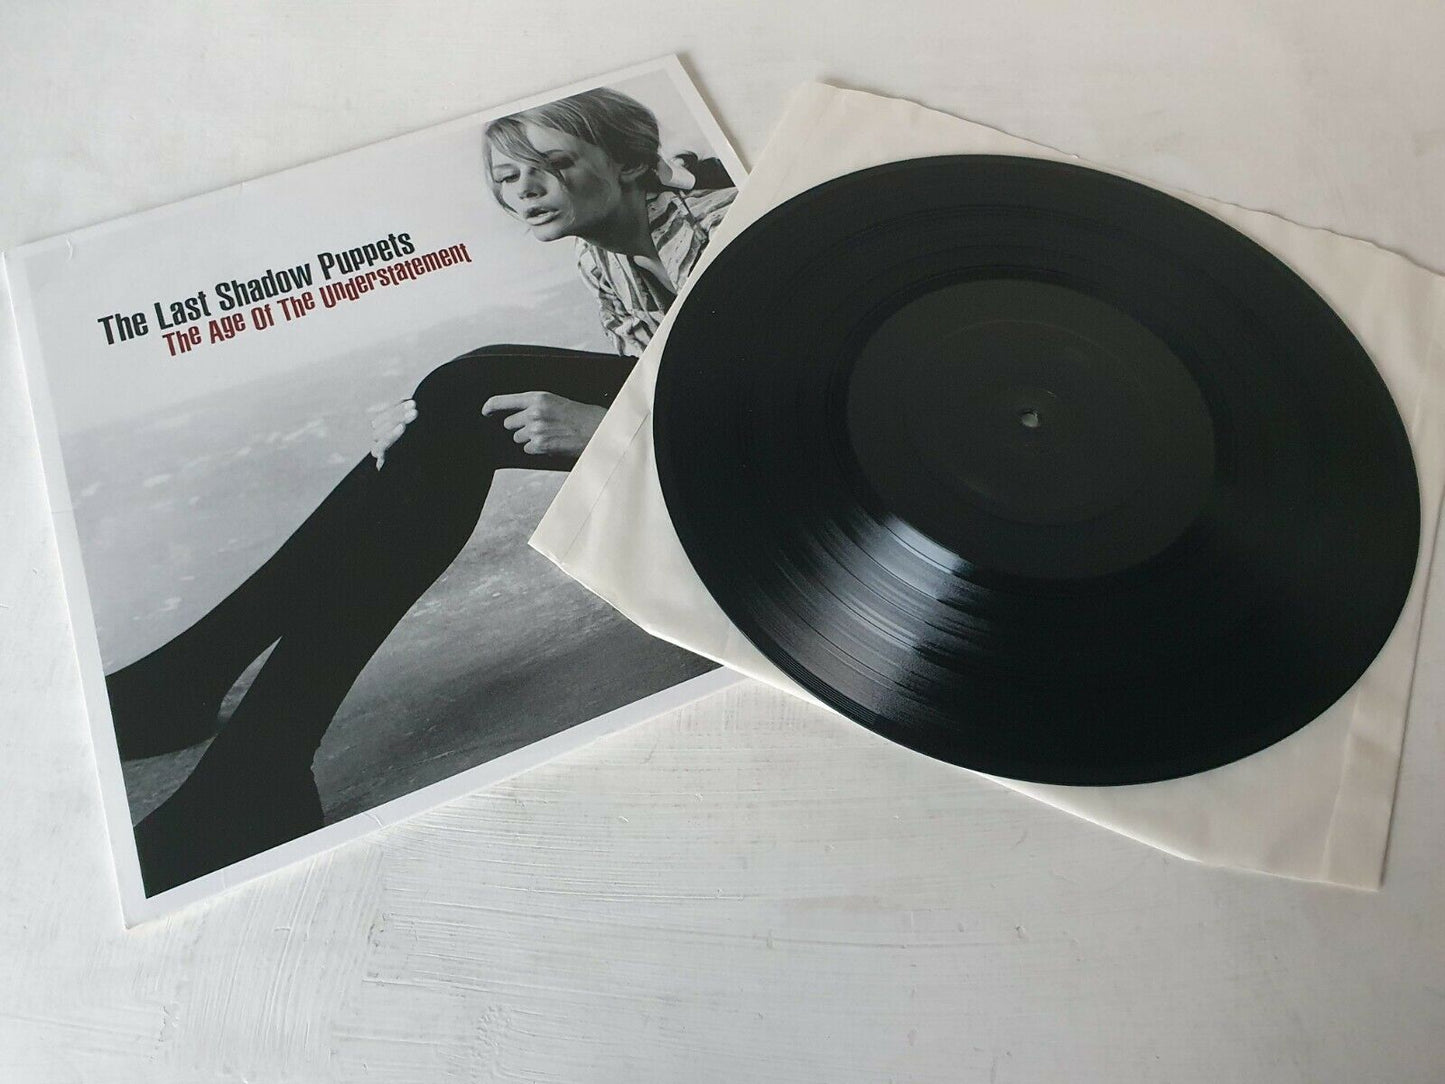 The Last Shadow Puppets
The Age Of The Understatement